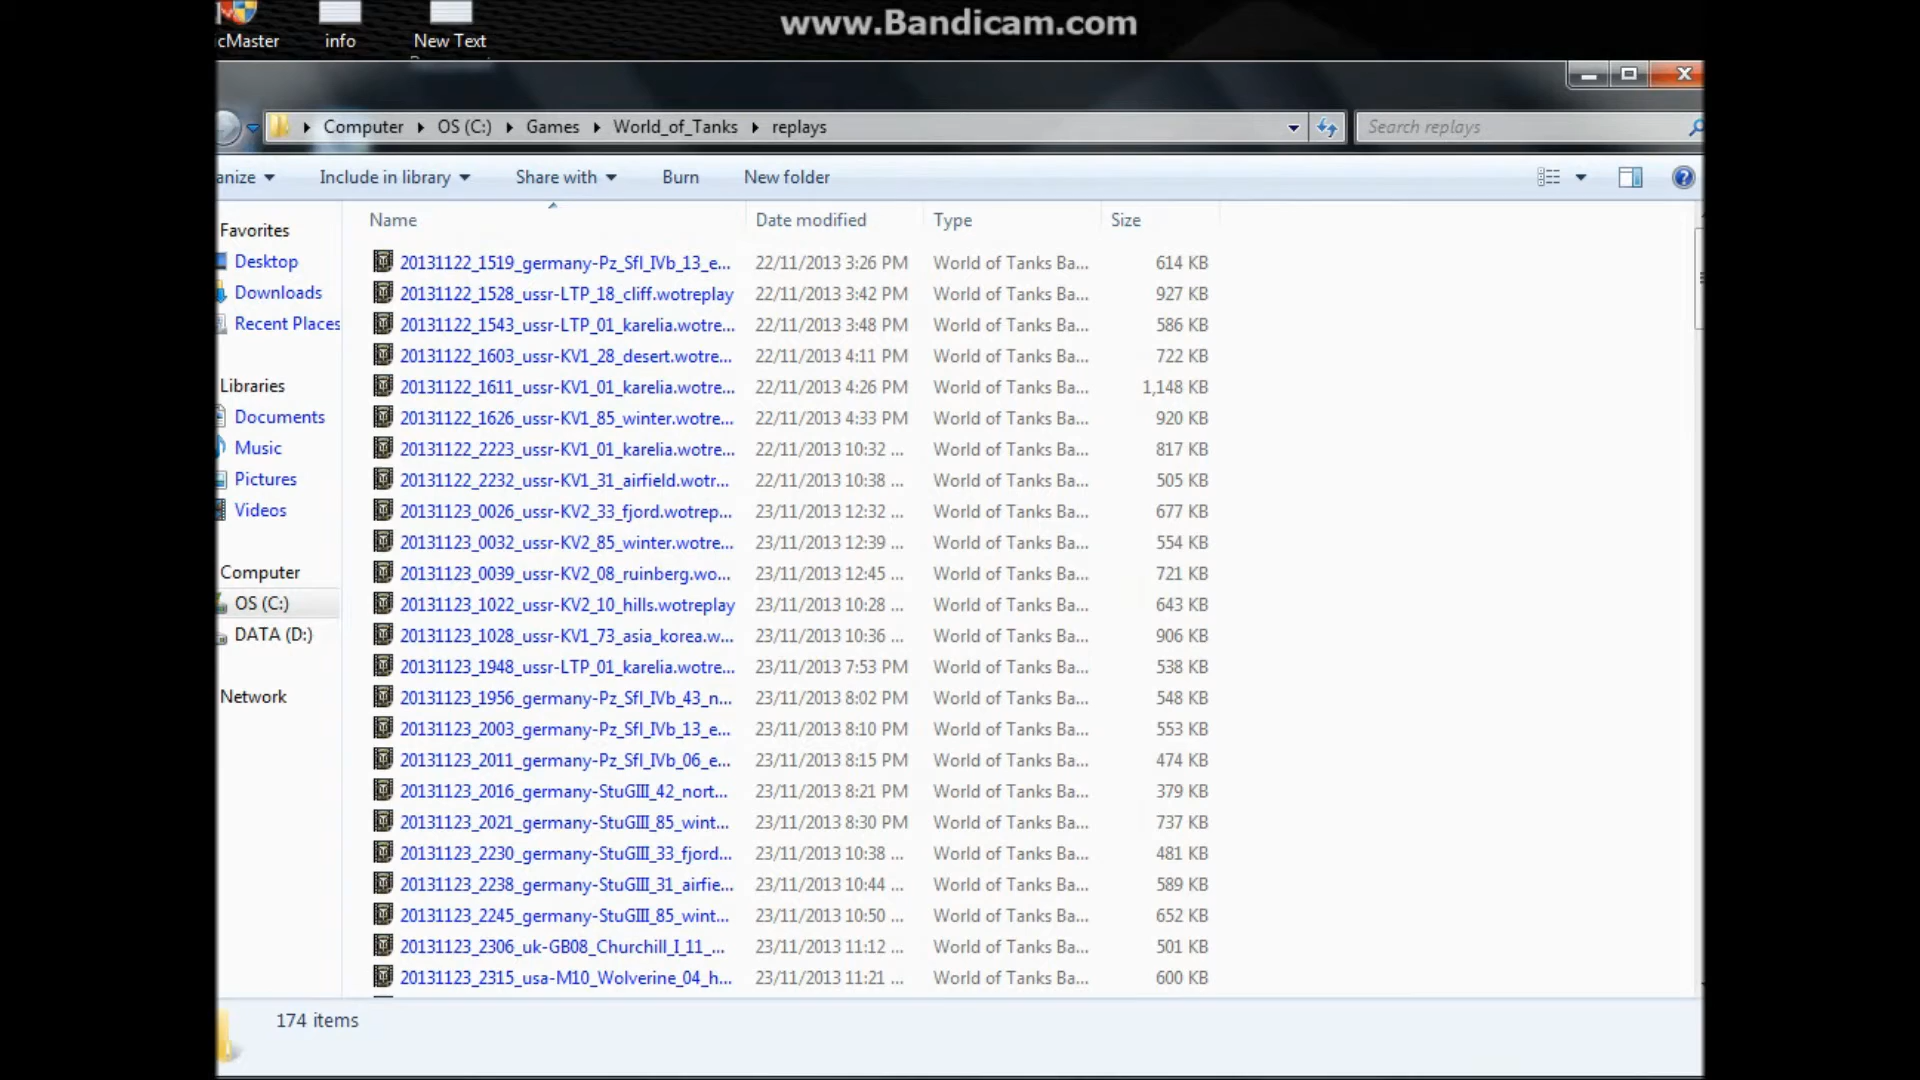 www.Bandicam.com
cMaster info New Text
Computer OS (C:) Games World_of_Tanks replays Search replays
anize Include in library Share with Burn New folder
Name Date modified Type Size
Favorites
Desktop
Downloads
Recent Places
Libraries
Documents
Music
Pictures
Videos
Computer
OS (C:)
DATA (D:)
Network
20131122_1519_germany-Pz_Sfl_IVb_13_e... 22/11/2013 3:26 PM World of Tanks Ba... 614 KB
20131122_1528_ussr-LTP_18_cliff.wotreplay 22/11/2013 3:42 PM World of Tanks Ba... 927 KB
20131122_1543_ussr-LTP_01_karelia.wotre... 22/11/2013 3:48 PM World of Tanks Ba... 586 KB
20131122_1603_ussr-KV1_28_desert.wotre... 22/11/2013 4:11 PM World of Tanks Ba... 722 KB
20131122_1611_ussr-KV1_01_karelia.wotre... 22/11/2013 4:26 PM World of Tanks Ba... 1,148 KB
20131122_1626_ussr-KV1_85_winter.wotre... 22/11/2013 4:33 PM World of Tanks Ba... 920 KB
20131122_2223_ussr-KV1_01_karelia.wotre... 22/11/2013 10:32 ... World of Tanks Ba... 817 KB
20131122_2232_ussr-KV1_31_airfield.wotr... 22/11/2013 10:38 ... World of Tanks Ba... 505 KB
20131123_0026_ussr-KV2_33_fjord.wotrep... 23/11/2013 12:32 ... World of Tanks Ba... 677 KB
20131123_0032_ussr-KV2_85_winter.wotre... 23/11/2013 12:39 ... World of Tanks Ba... 554 KB
20131123_0039_ussr-KV2_08_ruinberg.wo... 23/11/2013 12:45 ... World of Tanks Ba... 721 KB
20131123_1022_ussr-KV2_10_hills.wotreplay 23/11/2013 10:28 ... World of Tanks Ba... 643 KB
20131123_1028_ussr-KV1_73_asia_korea.w... 23/11/2013 10:36 ... World of Tanks Ba... 906 KB
20131123_1948_ussr-LTP_01_karelia.wotre... 23/11/2013 7:53 PM World of Tanks Ba... 538 KB
20131123_1956_germany-Pz_Sfl_IVb_43_n... 23/11/2013 8:02 PM World of Tanks Ba... 548 KB
20131123_2003_germany-Pz_Sfl_IVb_13_e... 23/11/2013 8:10 PM World of Tanks Ba... 553 KB
20131123_2011_germany-Pz_Sfl_IVb_06_e... 23/11/2013 8:15 PM World of Tanks Ba... 474 KB
20131123_2016_germany-StuGIII_42_nort... 23/11/2013 8:21 PM World of Tanks Ba... 379 KB
20131123_2021_germany-StuGIII_85_wint... 23/11/2013 8:30 PM World of Tanks Ba... 737 KB
20131123_2230_germany-StuGIII_33_fjord... 23/11/2013 10:38 ... World of Tanks Ba... 481 KB
20131123_2238_germany-StuGIII_31_airfie... 23/11/2013 10:44 ... World of Tanks Ba... 589 KB
20131123_2245_germany-StuGIII_85_wint... 23/11/2013 10:50 ... World of Tanks Ba... 652 KB
20131123_2306_uk-GB08_Churchill_I_11_... 23/11/2013 11:12 ... World of Tanks Ba... 501 KB
20131123_2315_usa-M10_Wolverine_04_h... 23/11/2013 11:21 ... World of Tanks Ba... 600 KB
174 items